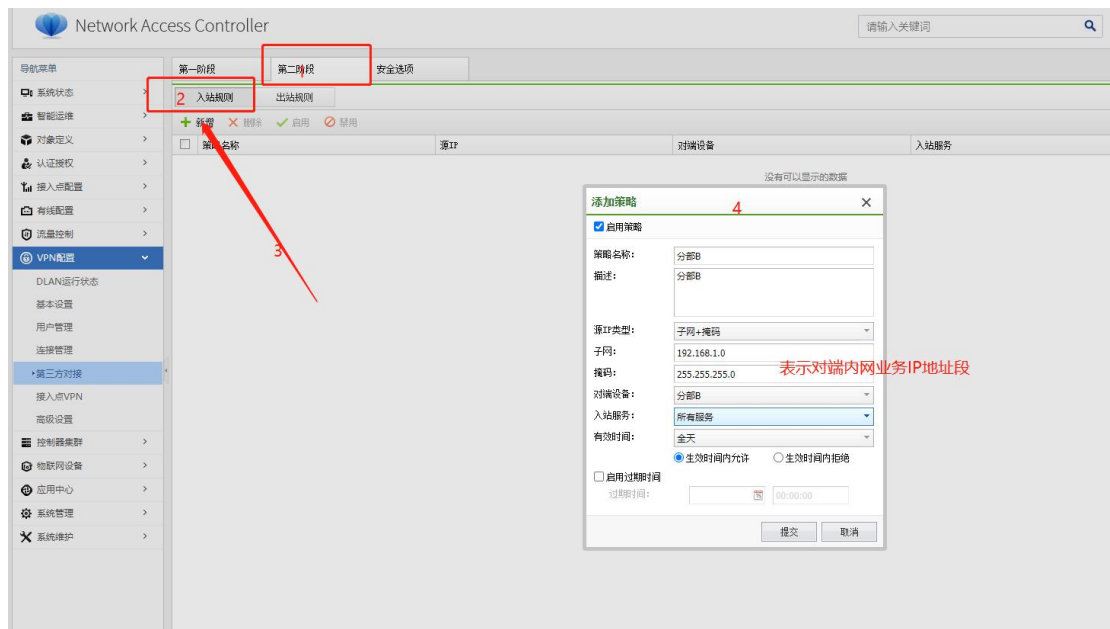 Network Access Controller
请输入关键词
导航菜单
第一阶段
第二阶段
1
安全选项
系统状态
2
入站规则
出站规则
智能运维
新增
删除
启用
禁用
对象定义
策略名称
源IP
对端设备
入站服务
认证授权
没有可以显示的数据
接入点配置
添加策略
4
有线配置
启用策略
流量控制
3
策略名称:
分部B
VPN配置
描述:
分部B
DLAN运行状态
基本设置
用户管理
源IP类型:
子网+掩码
连接管理
子网:
192.168.1.0
第三方对接
掩码:
255.255.255.0
表示对端内网业务IP地址段
接入点VPN
对端设备:
分部B
高级设置
入站服务:
所有服务
控制器集群
有效时间:
全天
生效时间内允许
生效时间内拒绝
物联网设备
启用过期时间
应用中心
过期时间:
00:00:00
系统管理
系统维护
提交
取消